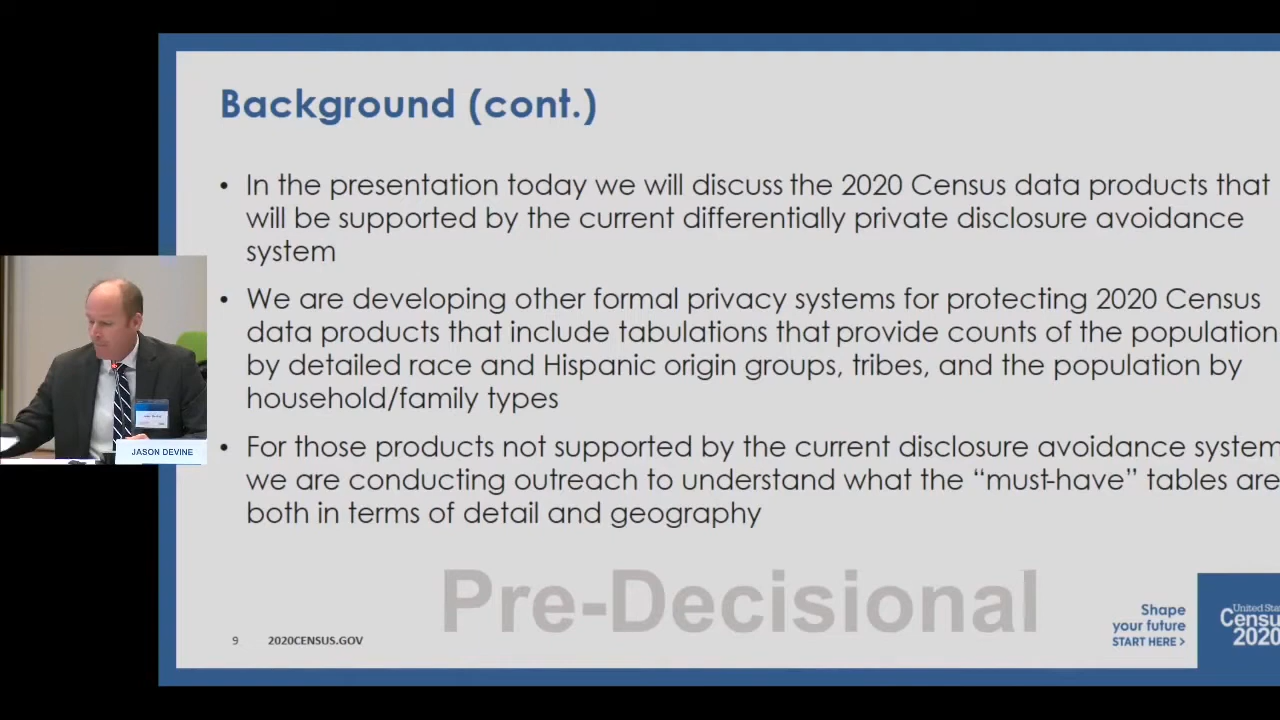 Background (cont.)
• In the presentation today we will discuss the 2020 Census data products that
will be supported by the current differentially private disclosure avoidance
system
• We are developing other formal privacy systems for protecting 2020 Census
data products that include tabulations that provide counts of the population
by detailed race and Hispanic origin groups, tribes, and the population by
household/family types
• For those products not supported by the current disclosure avoidance system
we are conducting outreach to understand what the “must-have” tables are
both in terms of detail and geography
JASON DEVINE
Pre-Decisional
9 2020CENSUS.GOV
Shape
your future
START HERE >
United
Census
2020